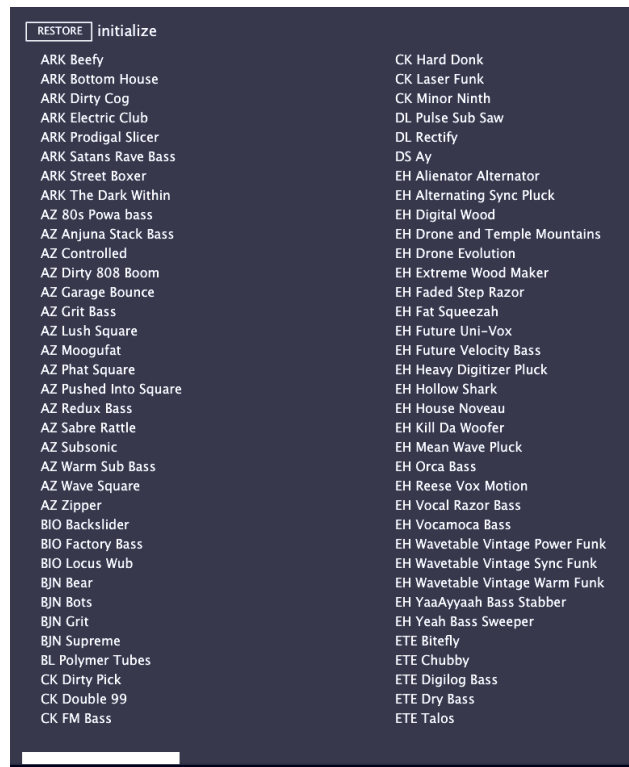 RESTORE initialize
ARK Beefy
ARK Bottom House
ARK Dirty Cog
ARK Electric Club
ARK Prodigal Slicer
ARK Satans Rave Bass
ARK Street Boxer
ARK The Dark Within
AZ 80s Powa bass
AZ Anjuna Stack Bass
AZ Controlled
AZ Dirty 808 Boom
AZ Garage Bounce
AZ Grit Bass
AZ Lush Square
AZ Moogufat
AZ Phat Square
AZ Pushed Into Square
AZ Redux Bass
AZ Sabre Rattle
AZ Subsonic
AZ Warm Sub Bass
AZ Wave Square
AZ Zipper
BIO Backslider
BIO Factory Bass
BIO Locus Wub
BJN Bear
BJN Bots
BJN Grit
BJN Supreme
BL Polymer Tubes
CK Dirty Pick
CK Double 99
CK FM Bass
CK Hard Donk
CK Laser Funk
CK Minor Ninth
DL Pulse Sub Saw
DL Rectify
DS Ay
EH Alienator Alternator
EH Alternating Sync Pluck
EH Digital Wood
EH Drone and Temple Mountains
EH Drone Evolution
EH Extreme Wood Maker
EH Faded Step Razor
EH Fat Squeezah
EH Future Uni-Vox
EH Future Velocity Bass
EH Heavy Digitizer Pluck
EH Hollow Shark
EH House Noveau
EH Kill Da Woofer
EH Mean Wave Pluck
EH Orca Bass
EH Reese Vox Motion
EH Vocal Razor Bass
EH Vocamoca Bass
EH Wavetable Vintage Power Funk
EH Wavetable Vintage Sync Funk
EH Wavetable Vintage Warm Funk
EH YaaAyyaah Bass Stabber
EH Yeah Bass Sweeper
ETE Bitefly
ETE Chubby
ETE Digilog Bass
ETE Dry Bass
ETE Talos